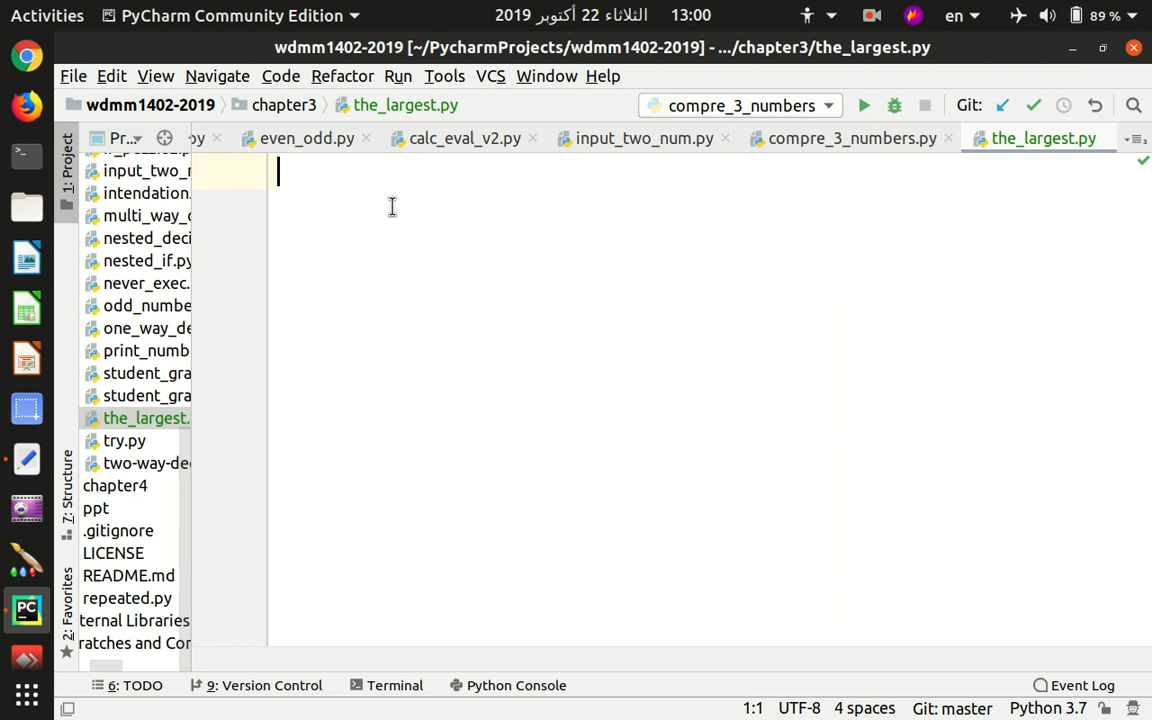 Activities PyCharm Community Edition الثلاثاء 22 أكتوبر 2019 13:00 en 89 %
wdmm1402-2019 [~/PycharmProjects/wdmm1402-2019] - .../chapter3/the_largest.py
File Edit View Navigate Code Refactor Run Tools VCS Window Help
wdmm1402-2019 chapter3 the_largest.py compre_3_numbers Git:
1: Project Pr... py even_odd.py calc_eval_v2.py input_two_num.py compre_3_numbers.py the_largest.py
input_two_r
intendation.
multi_way_c
nested_deci
nested_if.py
never_exec.
odd_numbe
one_way_de
print_numb
student_gra
student_gra
the_largest.
try.py
two-way-de
chapter4
ppt
.gitignore
LICENSE
README.md
repeated.py
ternal Libraries
ratches and Cor
7: Structure
2: Favorites
PC
6: TODO 9: Version Control Terminal Python Console Event Log
1:1 UTF-8 4 spaces Git: master Python 3.7